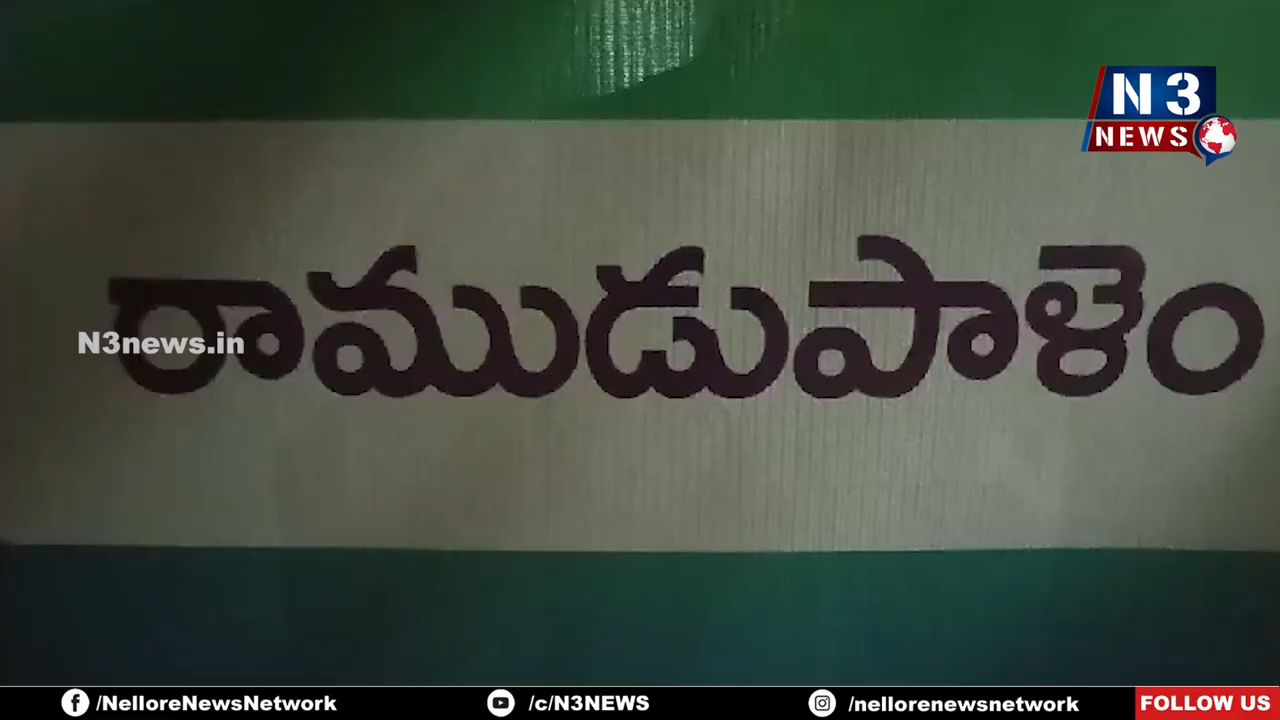 N3
NEWS
రాముడుపాళెం
N3news.in
/NelloreNewsNetwork
/c/N3NEWS
/nellorenewsnetwork
FOLLOW US